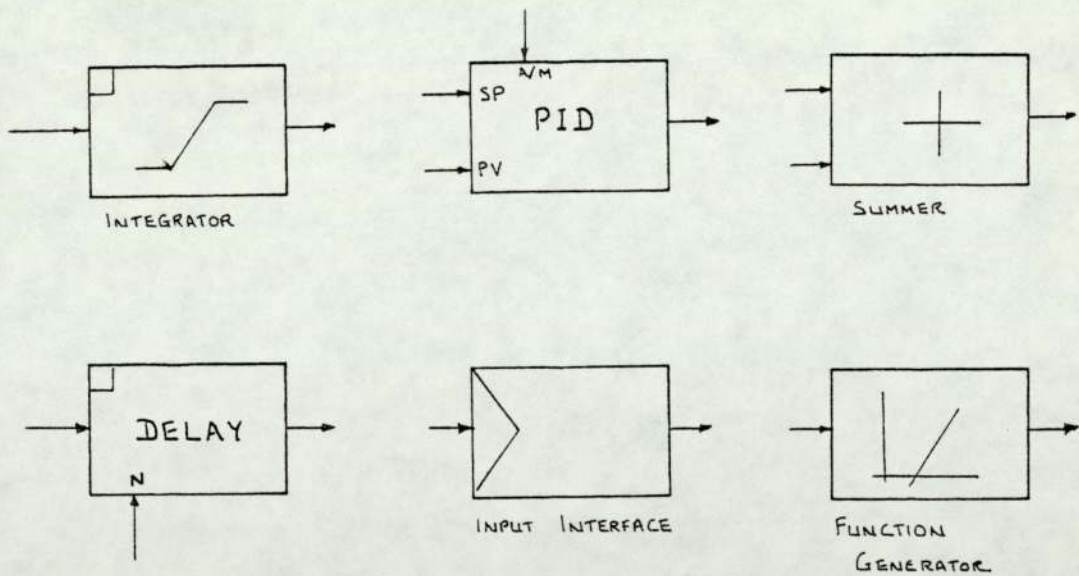 A/M
SP
PID
PV
INTEGRATOR
SUMMER
DELAY
N
INPUT INTERFACE
FUNCTION
GENERATOR